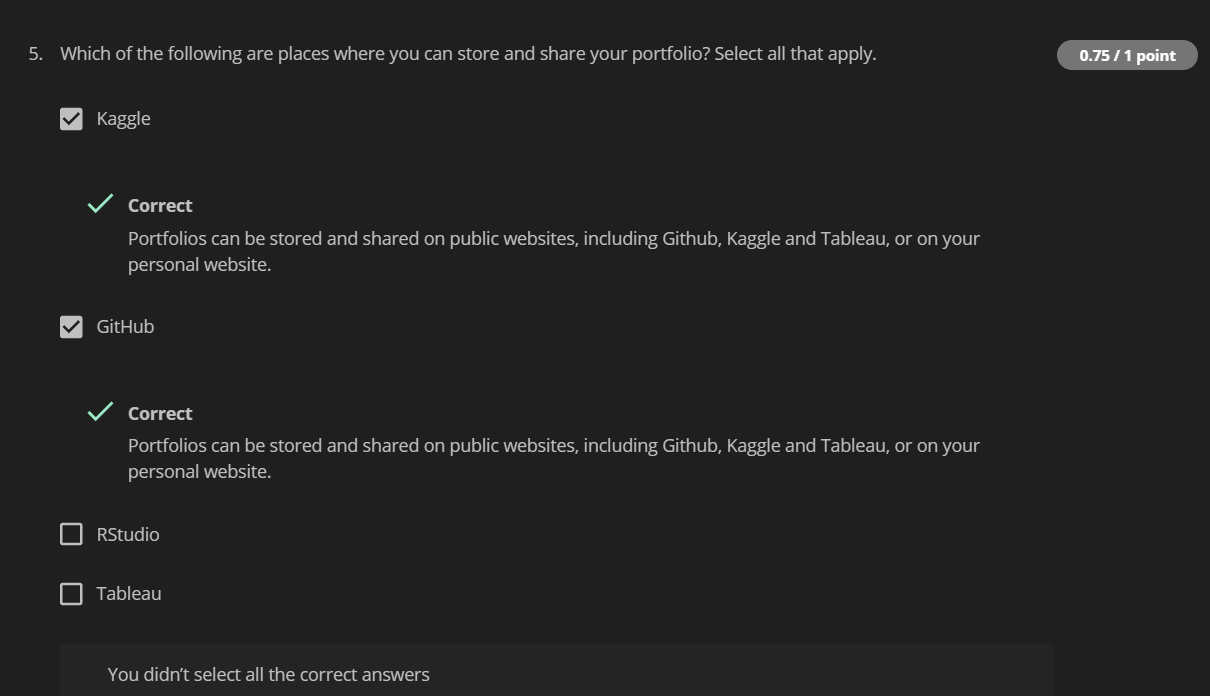 5. Which of the following are places where you can store and share your portfolio? Select all that apply.
0.75 / 1 point
Kaggle
Correct
Portfolios can be stored and shared on public websites, including Github, Kaggle and Tableau, or on your
personal website.
GitHub
Correct
Portfolios can be stored and shared on public websites, including Github, Kaggle and Tableau, or on your
personal website.
RStudio
Tableau
You didn’t select all the correct answers